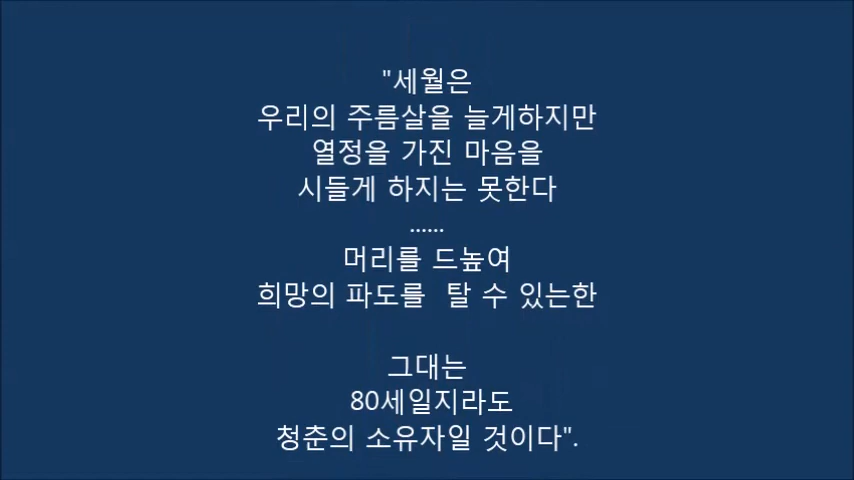 "세월은
우리의 주름살을 늘게하지만
열정을 가진 마음을
시들게 하지는 못한다
......
머리를 드높여
희망의 파도를 탈 수 있는한
그대는
80세일지라도
청춘의 소유자일 것이다".